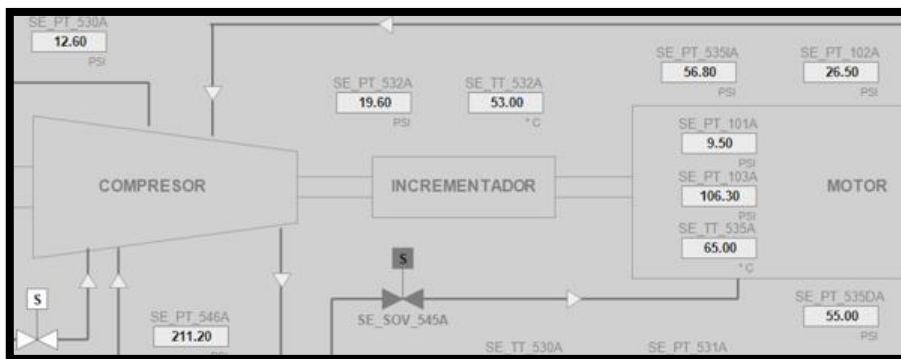 SE_PT_530A
12.60
PSI
SE_PT_532A
19.60
PSI
SE_TT_532A
53.00
° C
SE_PT_535IA
56.80
PSI
SE_PT_102A
26.50
PSI
COMPRESOR
INCREMENTADOR
MOTOR
SE_PT_101A
9.50
PSI
SE_PT_103A
106.30
PSI
SE_TT_535A
65.00
° C
S
SE_SOV_545A
S
SE_PT_546A
211.20
PSI
SE_PT_535DA
55.00
PSI
SE_TT_530A
SE_PT_531A